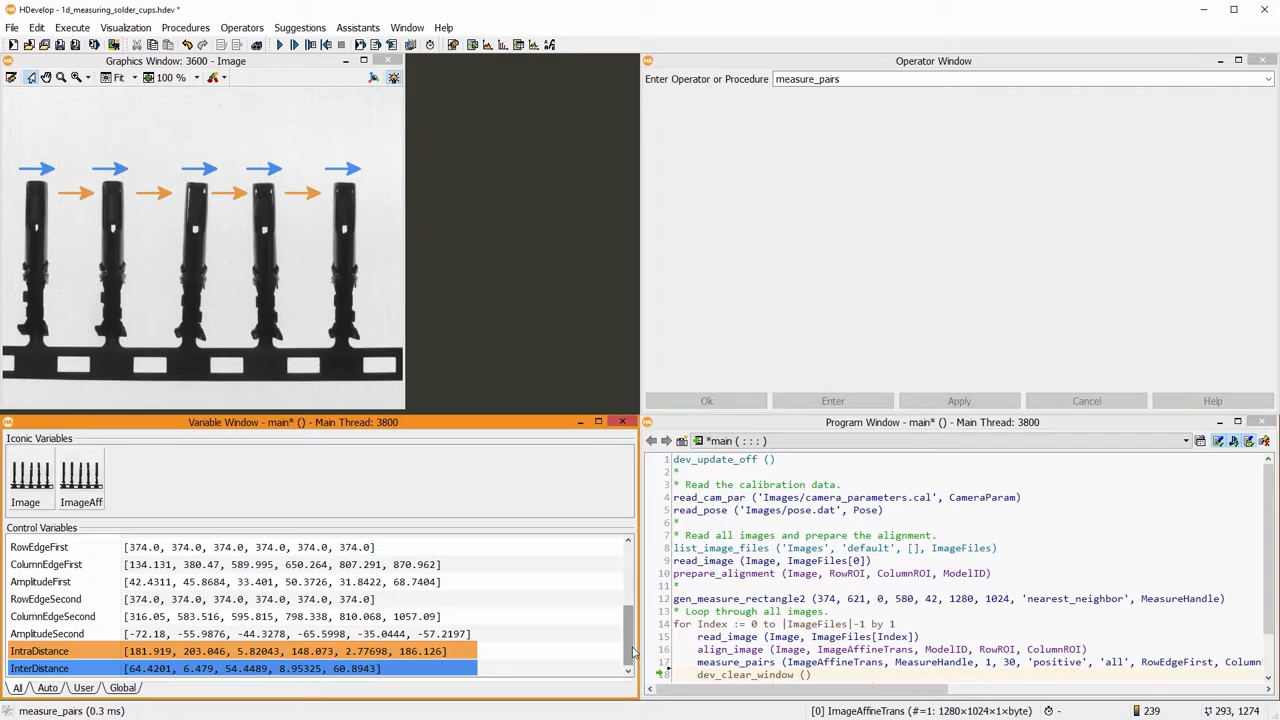 HDevelop - 1d_measuring_solder_cups.hdev *
File Edit Execute Visualization Procedures Operators Suggestions Assistants Window Help
Graphics Window: 3600 - Image
Fit 100 %
Operator Window
Enter Operator or Procedure measure_pairs
Ok Enter Apply Cancel Help
Variable Window - main* () - Main Thread: 3800
Iconic Variables
Image ImageAff
Control Variables
RowEdgeFirst [374.0, 374.0, 374.0, 374.0, 374.0, 374.0]
ColumnEdgeFirst [134.131, 380.47, 589.995, 650.264, 807.291, 870.962]
AmplitudeFirst [42.4311, 45.8684, 33.401, 50.3726, 31.8422, 68.7404]
RowEdgeSecond [374.0, 374.0, 374.0, 374.0, 374.0, 374.0]
ColumnEdgeSecond [316.05, 583.516, 595.815, 798.338, 810.068, 1057.09]
AmplitudeSecond [-72.18, -55.9876, -44.3278, -65.5998, -35.0444, -57.2197]
IntraDistance [181.919, 203.046, 5.82043, 148.073, 2.77698, 186.126]
InterDistance [64.4201, 6.479, 54.4489, 8.95325, 60.8943]
All Auto User Global
Program Window - main* () - Main Thread: 3800
*main ( : : : )
1 dev_update_off ()
2 *
3 * Read the calibration data.
4 read_cam_par ('Images/camera_parameters.cal', CameraParam)
5 read_pose ('Images/pose.dat', Pose)
6 *
7 * Read all images and prepare the alignment.
8 list_image_files ('Images', 'default', [], ImageFiles)
9 read_image (Image, ImageFiles[0])
10 prepare_alignment (Image, RowROI, ColumnROI, ModelID)
11 *
12 gen_measure_rectangle2 (374, 621, 0, 580, 42, 1280, 1024, 'nearest_neighbor', MeasureHandle)
13 * Loop through all images.
14 for Index := 0 to |ImageFiles|-1 by 1
15 read_image (Image, ImageFiles[Index])
16 align_image (Image, ImageAffineTrans, ModelID, RowROI, ColumnROI)
17 measure_pairs (ImageAffineTrans, MeasureHandle, 1, 30, 'positive', 'all', RowEdgeFirst, Column
18 dev_clear_window ()
measure_pairs (0.3 ms) [0] ImageAffineTrans (#=1: 1280×1024×1×byte) - 239 293, 1274